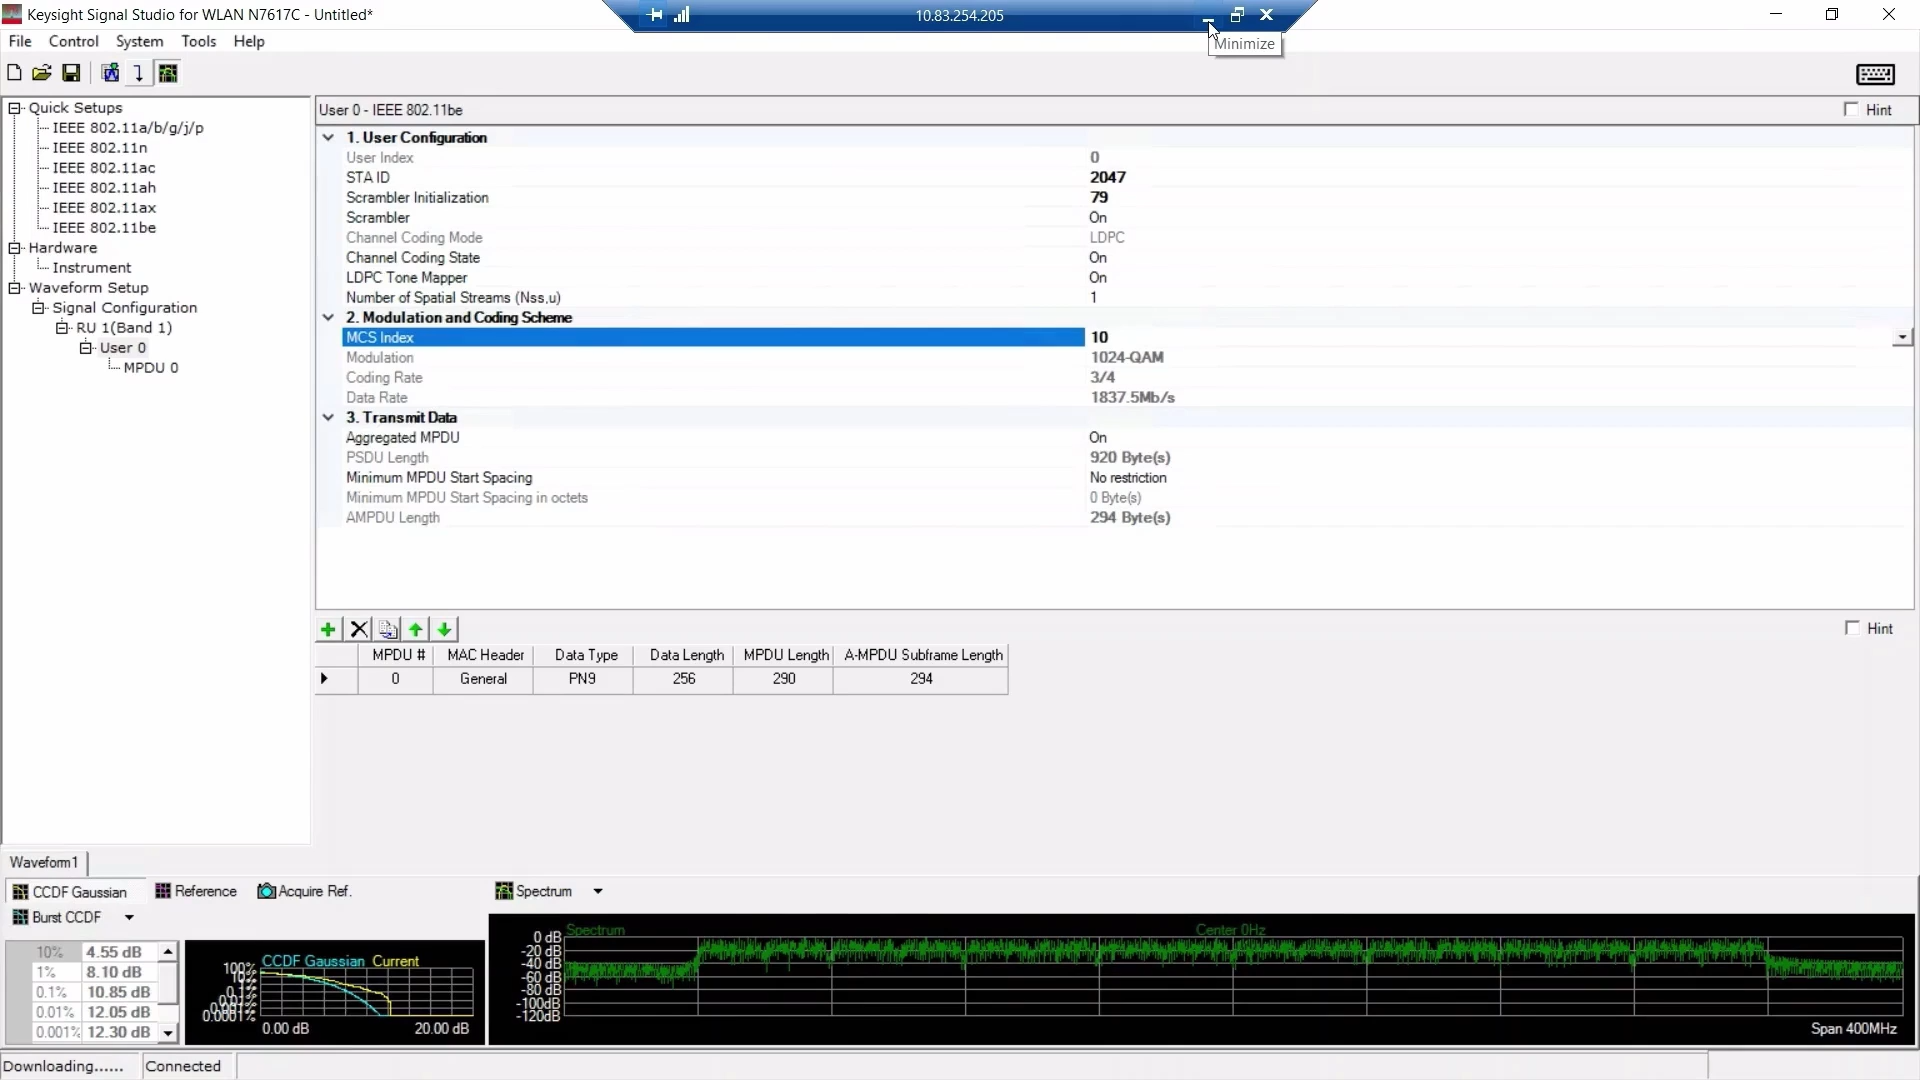 Keysight Signal Studio for WLAN N7617C - Untitled*
10.83.254.205
Minimize
File Control System Tools Help
Quick Setups
IEEE 802.11a/b/g/j/p
IEEE 802.11n
IEEE 802.11ac
IEEE 802.11ah
IEEE 802.11ax
IEEE 802.11be
Hardware
Instrument
Waveform Setup
Signal Configuration
RU 1(Band 1)
User 0
MPDU 0
User 0 - IEEE 802.11be
Hint
1. User Configuration
User Index 0
STA ID 2047
Scrambler Initialization 79
Scrambler On
Channel Coding Mode LDPC
Channel Coding State On
LDPC Tone Mapper On
Number of Spatial Streams (Nss,u) 1
2. Modulation and Coding Scheme
MCS Index 10
Modulation 1024-QAM
Coding Rate 3/4
Data Rate 1837.5Mb/s
3. Transmit Data
Aggregated MPDU On
PSDU Length 920 Byte(s)
Minimum MPDU Start Spacing No restriction
Minimum MPDU Start Spacing in octets 0 Byte(s)
AMPDU Length 294 Byte(s)
Hint
MPDU # MAC Header Data Type Data Length MPDU Length A-MPDU Subframe Length
0 General PN9 256 290 294
Waveform1
CCDF Gaussian Reference Acquire Ref.
Burst CCDF
10% 4.55 dB
1% 8.10 dB
0.1% 10.85 dB
0.01% 12.05 dB
0.001% 12.30 dB
CCDF Gaussian Current
100%
0.0001%
0.00 dB 20.00 dB
Spectrum
Spectrum Center 0Hz
0 dB
-20 dB
-40 dB
-60 dB
-80 dB
-100dB
-120dB
Span 400MHz
Downloading...... Connected